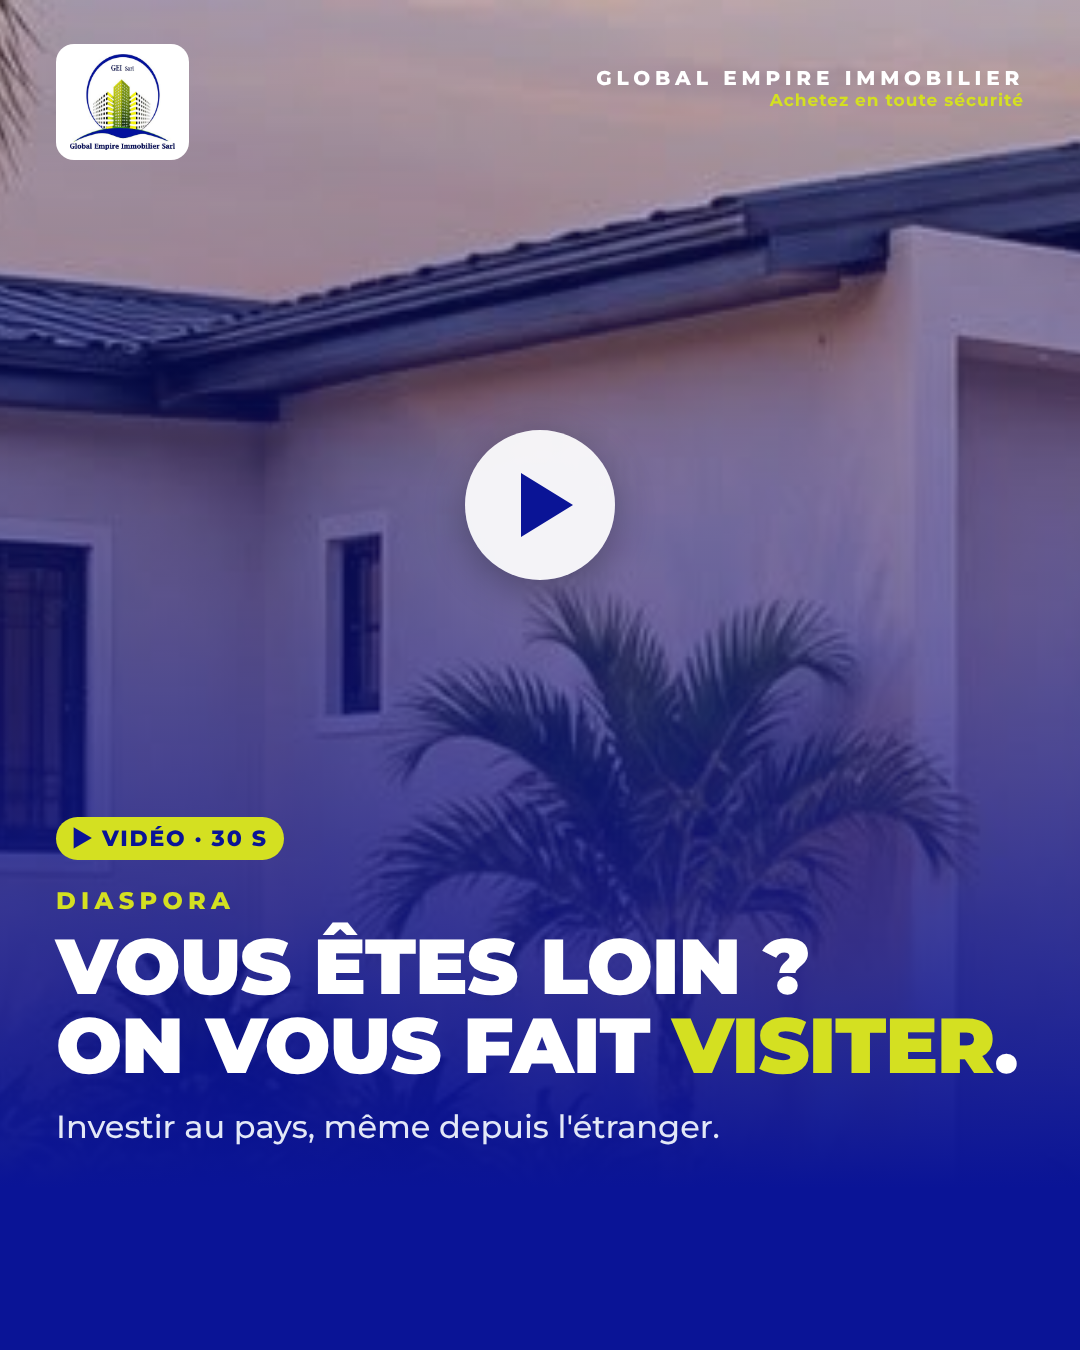 GEI Sarl
Global Empire Immobilier Sarl
GLOBAL EMPIRE IMMOBILIER
Achetez en toute sécurité
VIDÉO · 30 S
DIASPORA
VOUS ÊTES LOIN ?
ON VOUS FAIT VISITER.
Investir au pays, même depuis l'étranger.